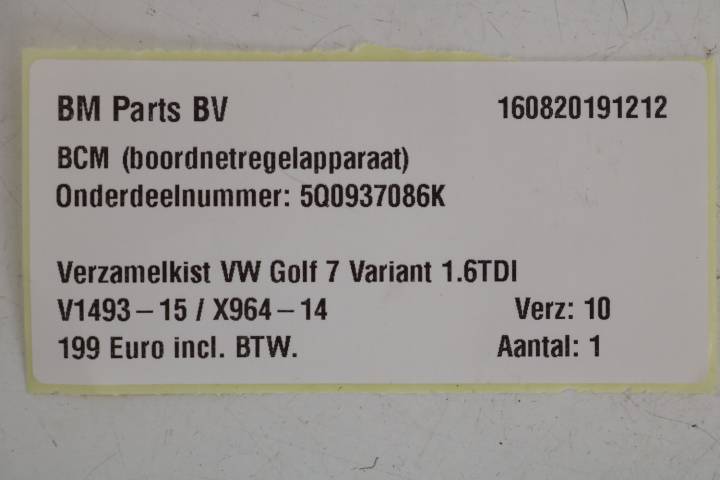 BM Parts BV 160820191212
BCM (boordnetregelapparaat)
Onderdeelnummer: 5Q0937086K
Verzamelkist VW Golf 7 Variant 1.6TDI
V1493-15 / X964-14 Verz: 10
199 Euro incl. BTW. Aantal: 1